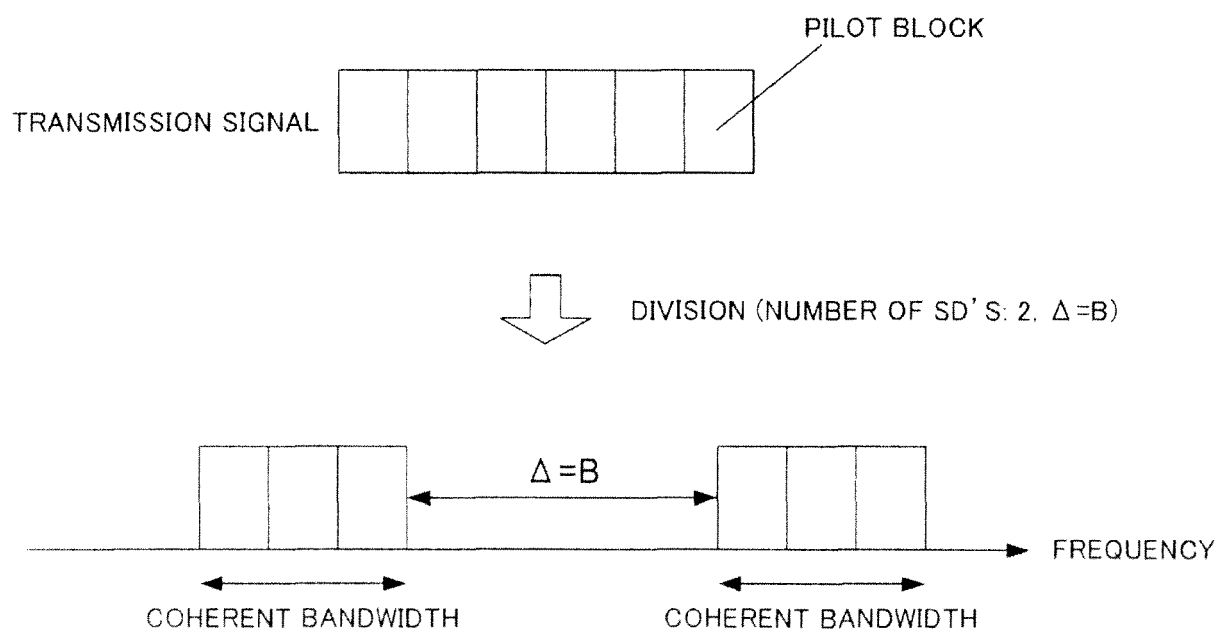 PILOT BLOCK
TRANSMISSION SIGNAL
DIVISION (NUMBER OF SD'S: 2, Δ=B)
Δ=B
FREQUENCY
COHERENT BANDWIDTH
COHERENT BANDWIDTH